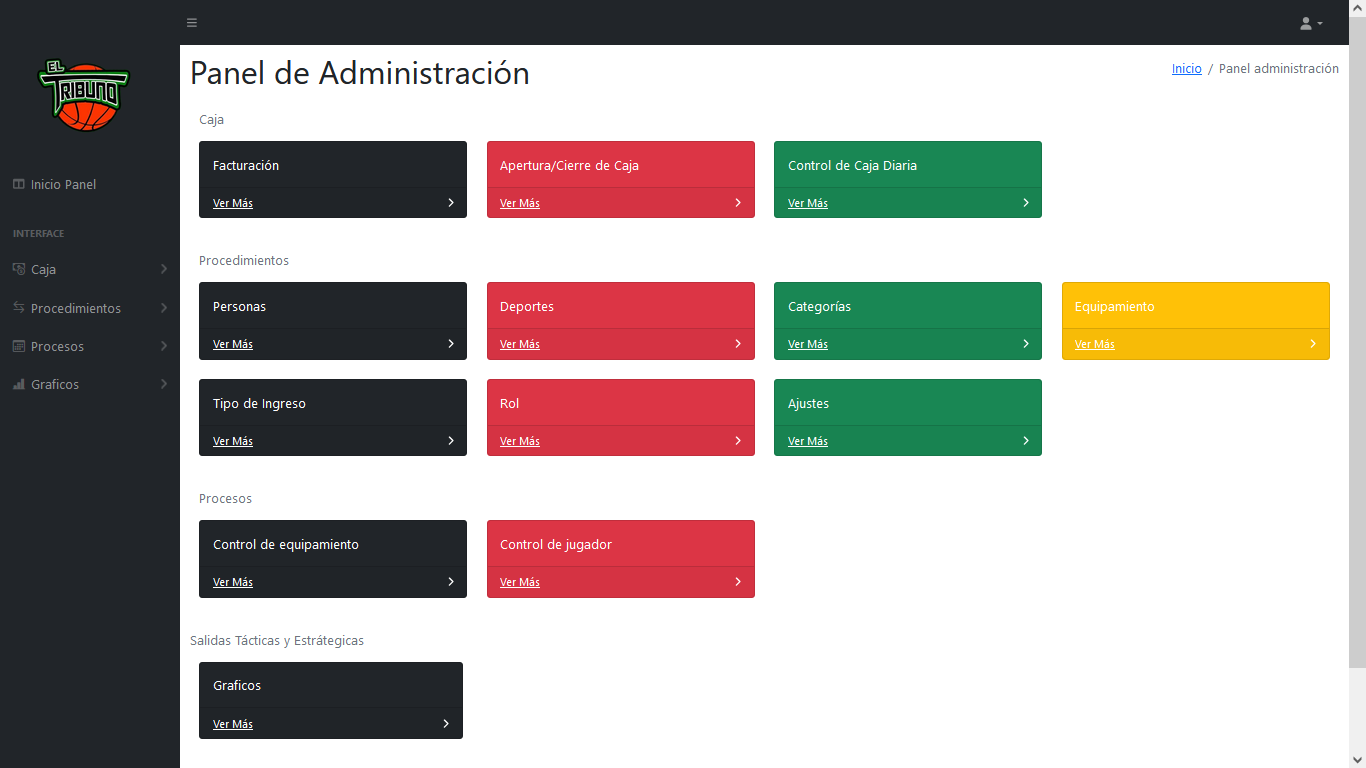 EL
TRIBUNO
Inicio Panel
INTERFACE
Caja
Procedimientos
Procesos
Graficos
Panel de Administración
Inicio / Panel administración
Caja
Facturación
Ver Más
Apertura/Cierre de Caja
Ver Más
Control de Caja Diaria
Ver Más
Procedimientos
Personas
Ver Más
Deportes
Ver Más
Categorías
Ver Más
Equipamiento
Ver Más
Tipo de Ingreso
Ver Más
Rol
Ver Más
Ajustes
Ver Más
Procesos
Control de equipamiento
Ver Más
Control de jugador
Ver Más
Salidas Tácticas y Estrátegicas
Graficos
Ver Más